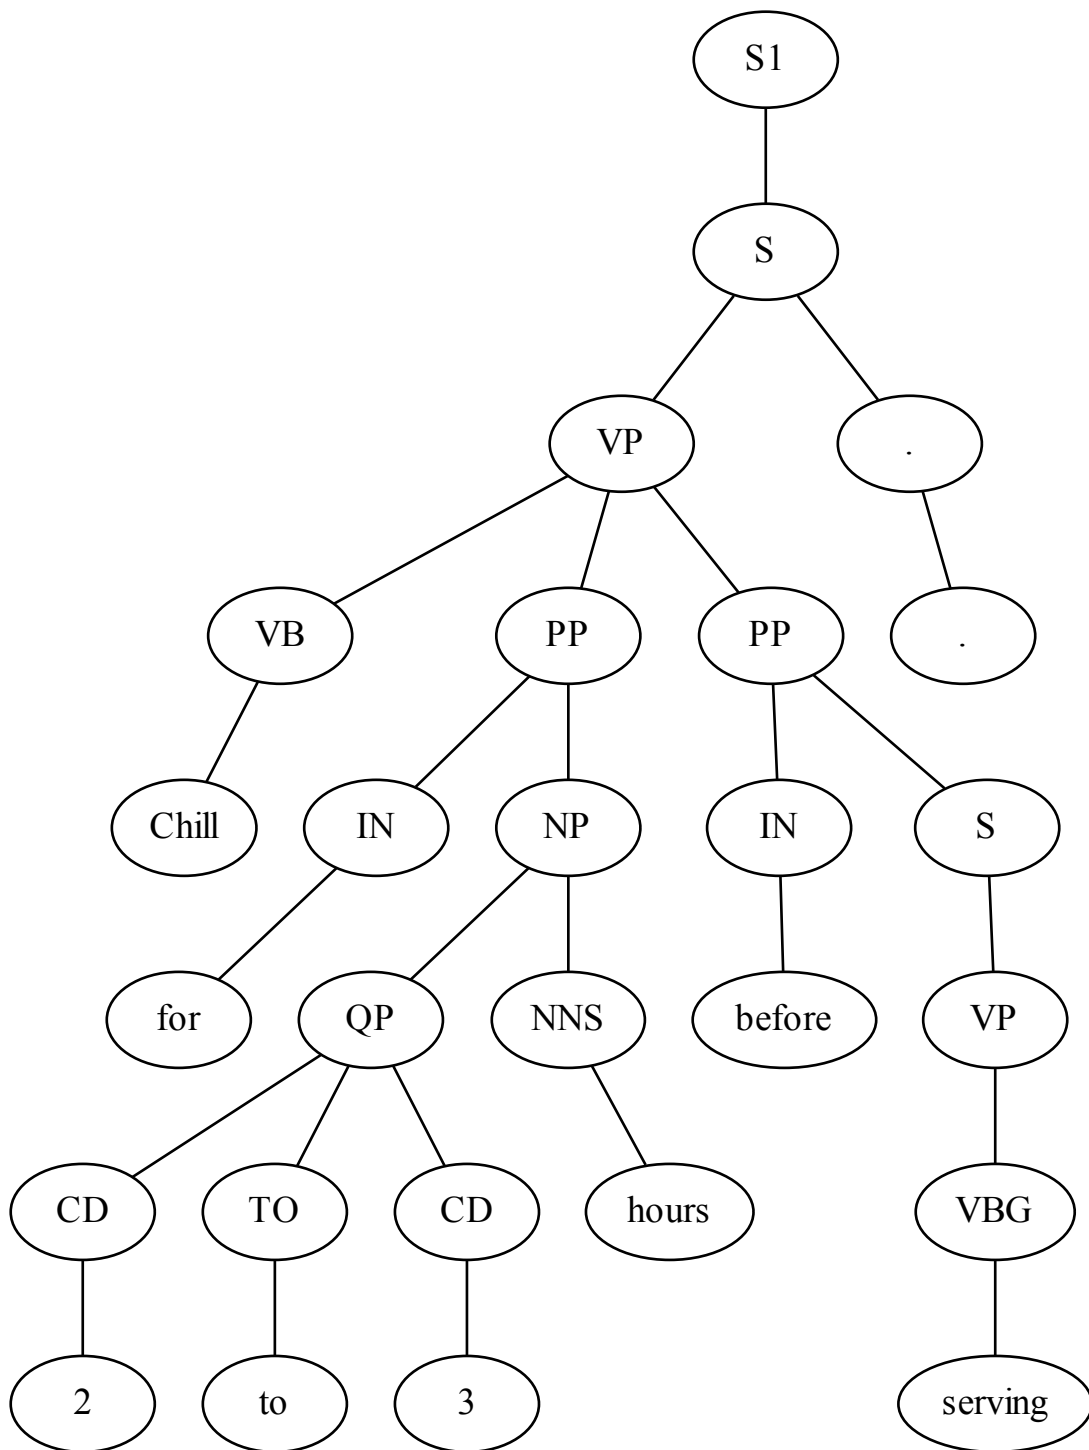 S1
S
VP .
VB PP PP .
Chill IN NP IN S
for QP NNS before VP
CD TO CD hours VBG
2 to 3 serving